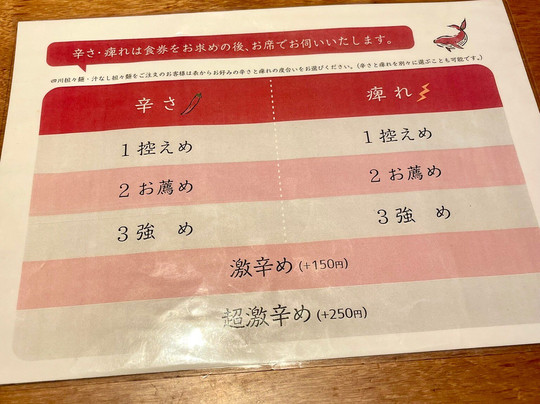 辛さ・痺れは食券をお求めの後、お席でお伺いいたします。
四川担々麺・汁なし担々麺をご注文のお客様は表からお好みの辛さと痺れの度合いをお選びください。(辛さと痺れを別々に選ぶことも可能です。)
辛さ 痺れ
1 控えめ 1 控えめ
2 お薦め 2 お薦め
3 強 め 3 強 め
激辛め (+150円)
超激辛め (+250円)